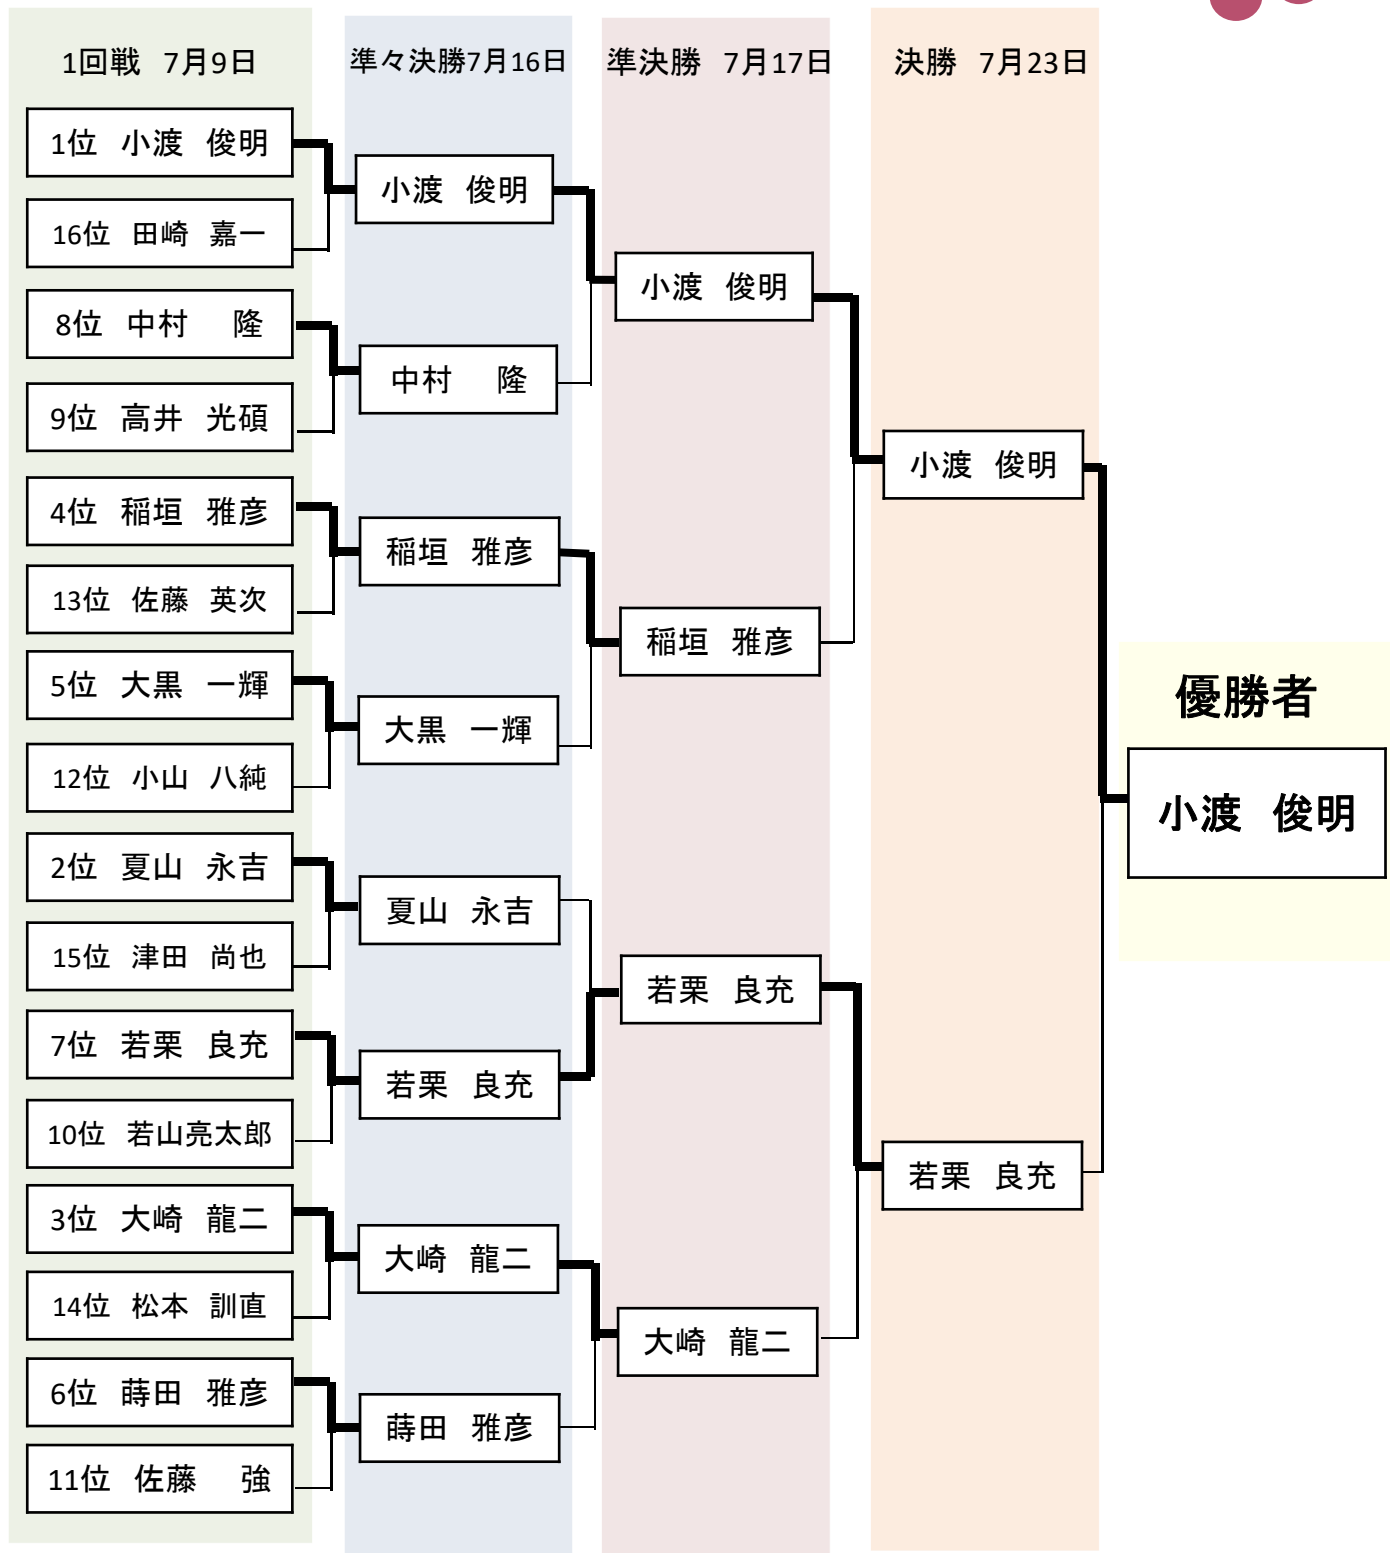 1回戦 7月9日
準々決勝7月16日
準決勝 7月17日
決勝 7月23日
1位 小渡 俊明
16位 田崎 嘉一
8位 中村 隆
9位 高井 光碩
4位 稲垣 雅彦
13位 佐藤 英次
5位 大黒 一輝
12位 小山 八純
2位 夏山 永吉
15位 津田 尚也
7位 若栗 良充
10位 若山亮太郎
3位 大崎 龍二
14位 松本 訓直
6位 蒔田 雅彦
11位 佐藤 強
小渡 俊明
中村 隆
稲垣 雅彦
大黒 一輝
夏山 永吉
若栗 良充
大崎 龍二
蒔田 雅彦
小渡 俊明
稲垣 雅彦
若栗 良充
大崎 龍二
小渡 俊明
若栗 良充
優勝者
小渡 俊明